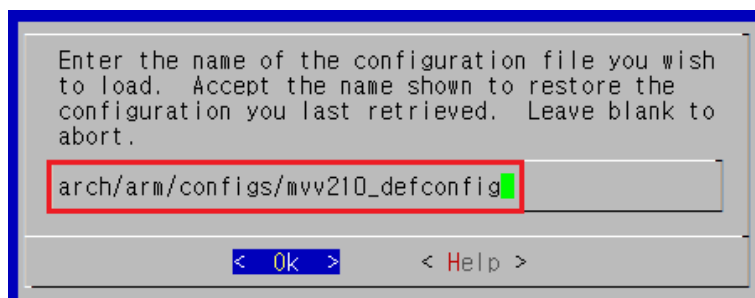 Enter the name of the configuration file you wish
to load.  Accept the name shown to restore the
configuration you last retrieved.  Leave blank to
abort.
arch/arm/configs/mvv210_defconfig
<  Ok  >        < Help >